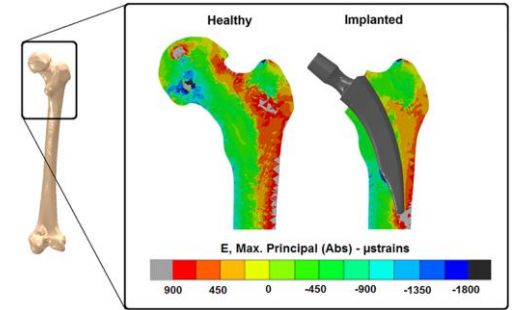 Healthy Implanted
E, Max. Principal (Abs) - µstrains
900 450 0 -450 -900 -1350 -1800